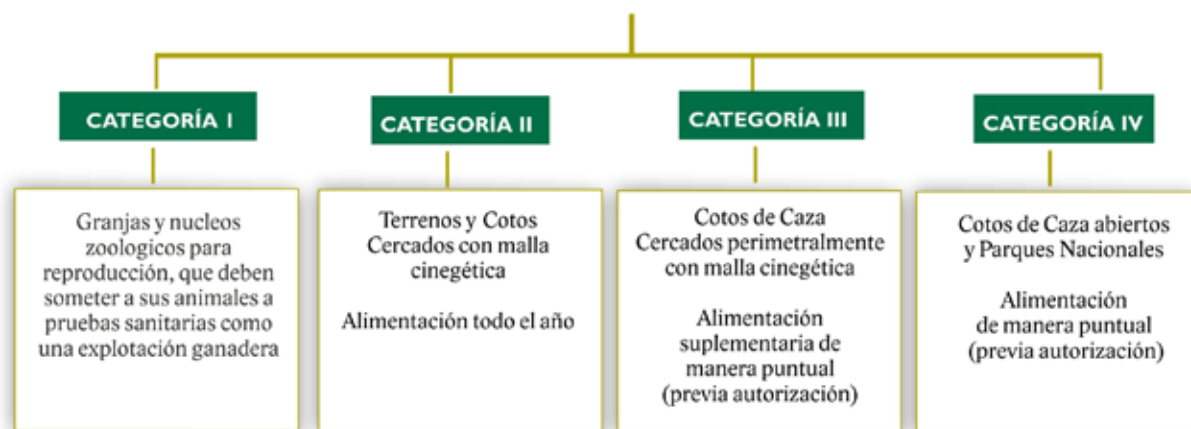 CATEGORÍA I
Granjas y nucleos
zoologicos para
reproducción, que deben
someter a sus animales a
pruebas sanitarias como
una explotación ganadera
CATEGORÍA II
Terrenos y Cotos
Cercados con malla
cinegética
Alimentación todo el año
CATEGORÍA III
Cotos de Caza
Cercados perimetralmente
con malla cinegética
Alimentación
suplementaria de
manera puntual
(previa autorización)
CATEGORÍA IV
Cotos de Caza abiertos
y Parques Nacionales
Alimentación
de manera puntual
(previa autorización)